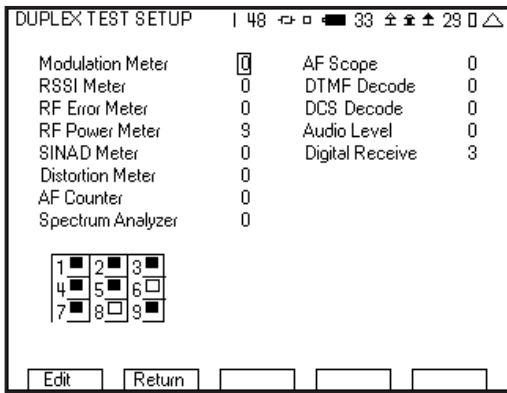 DUPLEX TEST SETUP 48 33 29
Modulation Meter 0 AF Scope 0
RSSI Meter 0 DTMF Decode 0
RF Error Meter 0 DCS Decode 0
RF Power Meter 9 Audio Level 0
SINAD Meter 0 Digital Receive 3
Distortion Meter 0
AF Counter 0
Spectrum Analyzer 0
1 2 3
4 5 6
7 8 9
Edit Return